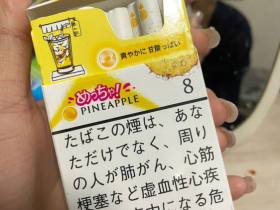 爽やかに甘酸っぱい
めっちゃ!
PINEAPPLE
8
たばこの煙は、あな
ただけでなく、周り
の人が肺がん、心筋
梗塞など虚血性心疾